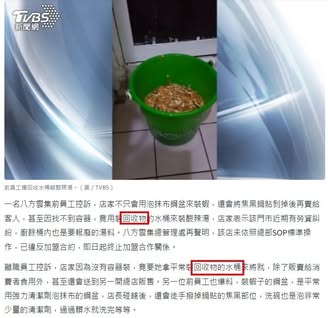 TVBS
新聞網
前員工爆回收水桶裝酸辣湯。（圖／TVBS）
一名八方雲集前員工控訴，店家不只會用泡抹布鋼盆來裝蝦，還會將焦黑鍋貼剝掉後再賣給
客人，甚至因找不到容器，竟用裝回收物的水桶來裝酸辣湯，店家表示該門市近期有勞資糾
紛，廚餘桶內也是要報廢的湯料。八方雲集總管理處再聲明，該店未依照總部SOP標準操
作，已違反加盟合約，即日起終止加盟合作關係。
離職員工控訴，店家因為沒有容器裝，竟要她拿平常裝回收物的水桶來將就，除了販賣給消
費者食用外，甚至還會送到另一間連店販售。另一位前員工也爆料，裝蝦子的鋼盆，是平常
用強力清潔劑泡抹布的鋼盆，店長碰鍾後，還會徒手撥掉鍋貼的焦黑部位，洗碗也是泡非常
少量的清潔劑，過過髒水就洗完等等。